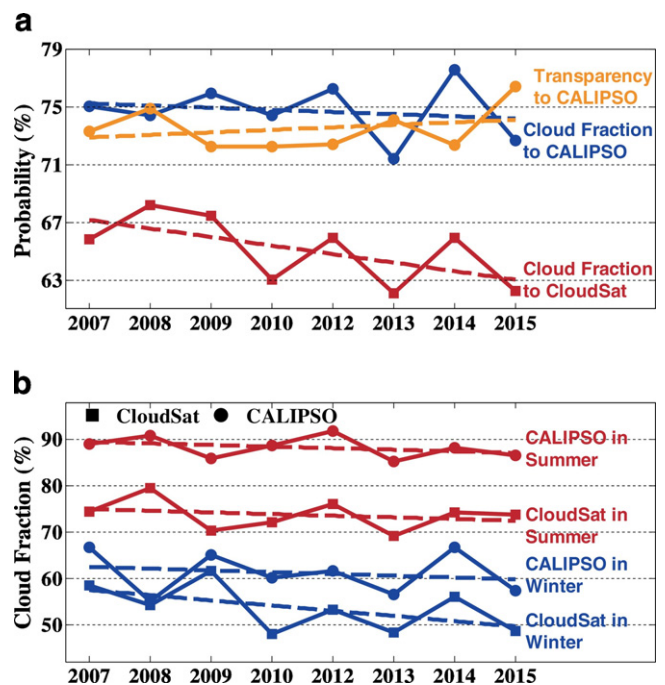 a
79
75
71
67
63
Probability (%)
Transparency
to CALIPSO
Cloud Fraction
to CALIPSO
Cloud Fraction
to CloudSat
2007 2008 2009 2010 2012 2013 2014 2015
b
CloudSat CALIPSO
90
80
70
60
50
Cloud Fraction (%)
CALIPSO in
Summer
CloudSat in
Summer
CALIPSO in
Winter
CloudSat in
Winter
2007 2008 2009 2010 2012 2013 2014 2015